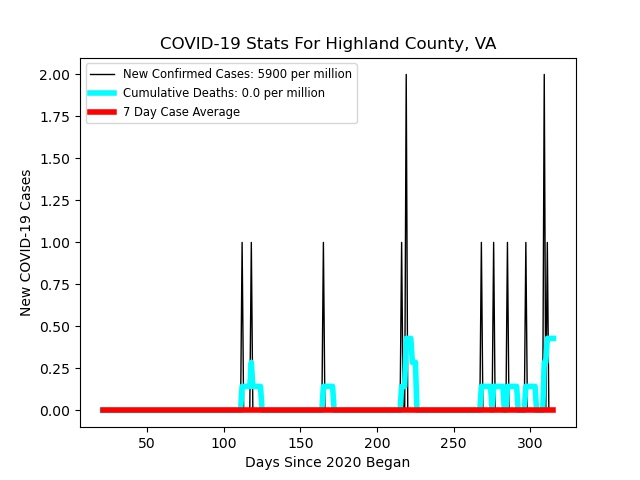 COVID-19 Stats For Highland County, VA
New Confirmed Cases: 5900 per million
Cumulative Deaths: 0.0 per million
7 Day Case Average
New COVID-19 Cases
2.00
1.75
1.50
1.25
1.00
0.75
0.50
0.25
0.00
50 100 150 200 250 300
Days Since 2020 Began